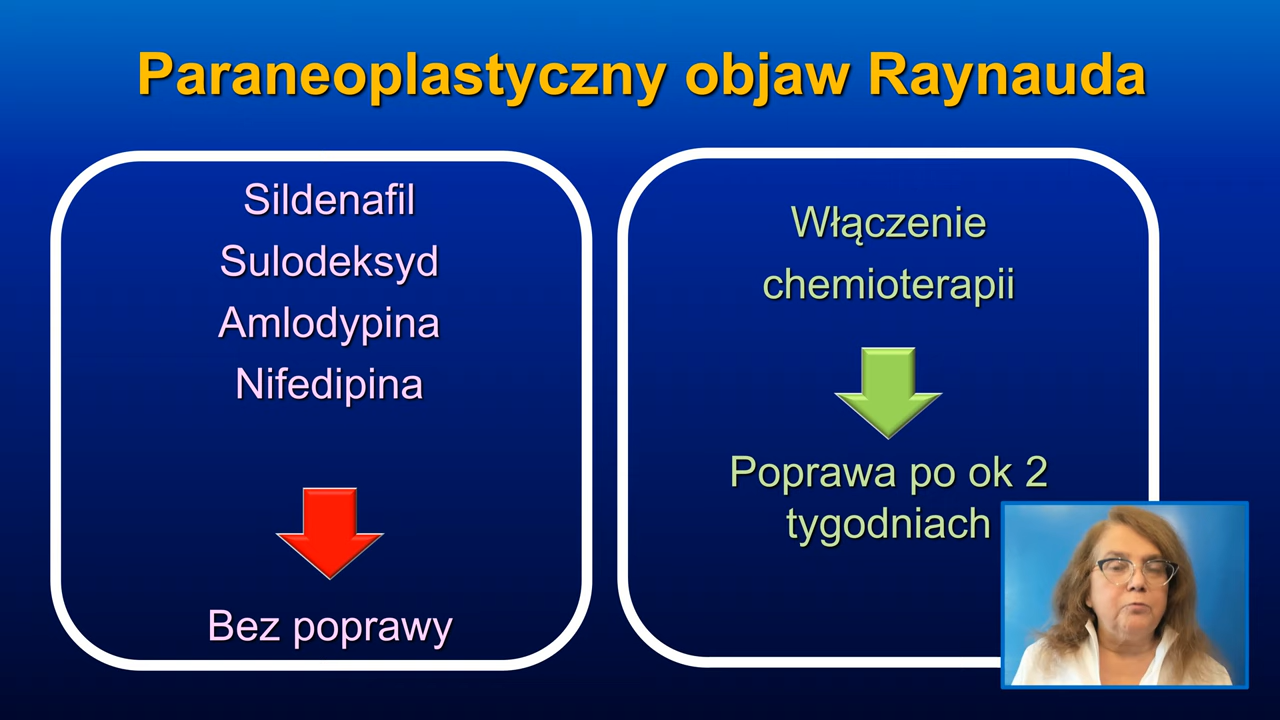 Paraneoplastyczny objaw Raynauda
Sildenafil
Sulodeksyd
Amlodypina
Nifedipina
Bez poprawy
Włączenie
chemioterapii
Poprawa po ok 2
tygodniach